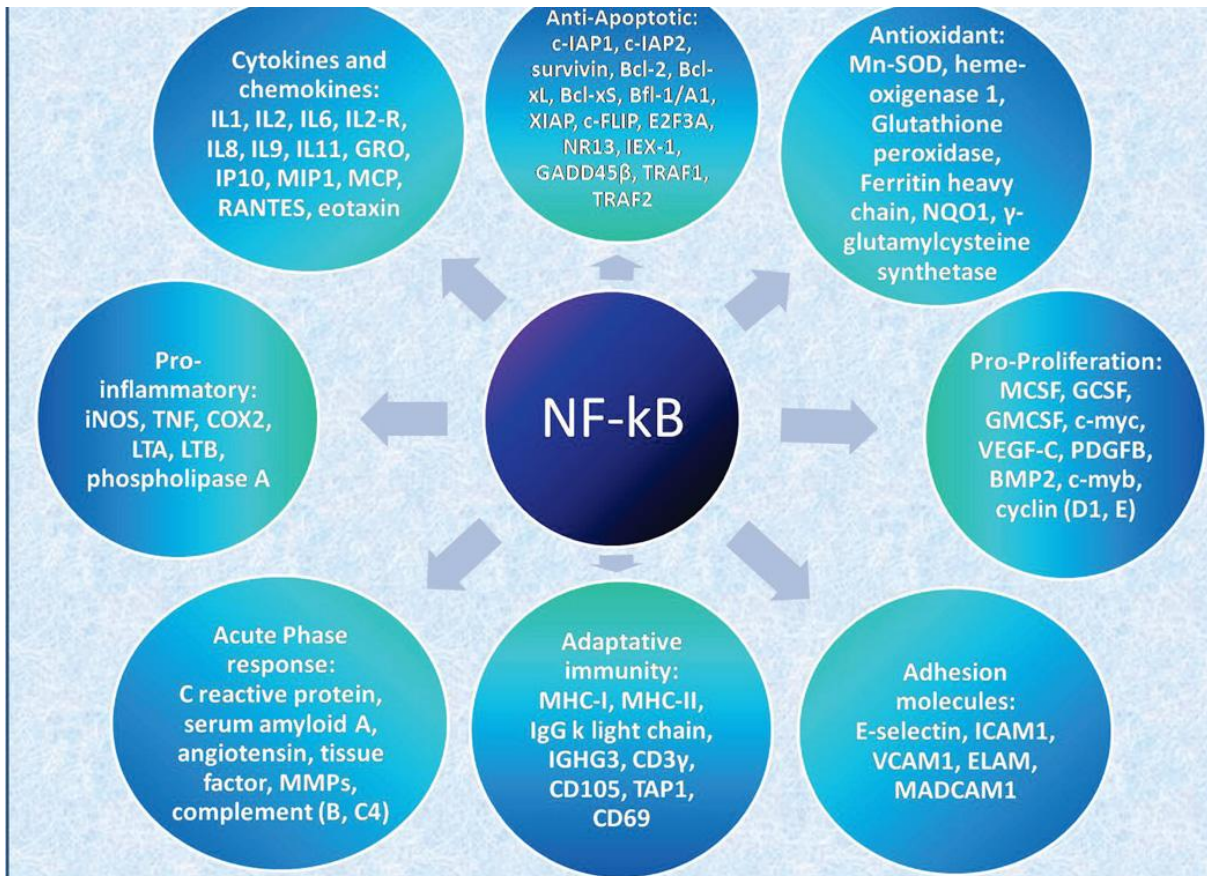 Cytokines and
chemokines:
IL1, IL2, IL6, IL2-R,
IL8, IL9, IL11, GRO,
IP10, MIP1, MCP,
RANTES, eotaxin
Anti-Apoptotic:
c-IAP1, c-IAP2,
survivin, Bcl-2, Bcl-
xL, Bcl-xS, Bfl-1/A1,
XIAP, c-FLIP, E2F3A,
NR13, IEX-1,
GADD45β, TRAF1,
TRAF2
Antioxidant:
Mn-SOD, heme-
oxigenase 1,
Glutathione
peroxidase,
Ferritin heavy
chain, NQO1, γ-
glutamylcysteine
synthetase
Pro-
inflammatory:
iNOS, TNF, COX2,
LTA, LTB,
phospholipase A
NF-kB
Pro-Proliferation:
MCSF, GCSF,
GMCSF, c-myc,
VEGF-C, PDGFB,
BMP2, c-myb,
cyclin (D1, E)
Acute Phase
response:
C reactive protein,
serum amyloid A,
angiotensin, tissue
factor, MMPs,
complement (B, C4)
Adaptative
immunity:
MHC-I, MHC-II,
IgG k light chain,
IGHG3, CD3γ,
CD105, TAP1,
CD69
Adhesion
molecules:
E-selectin, ICAM1,
VCAM1, ELAM,
MADCAM1